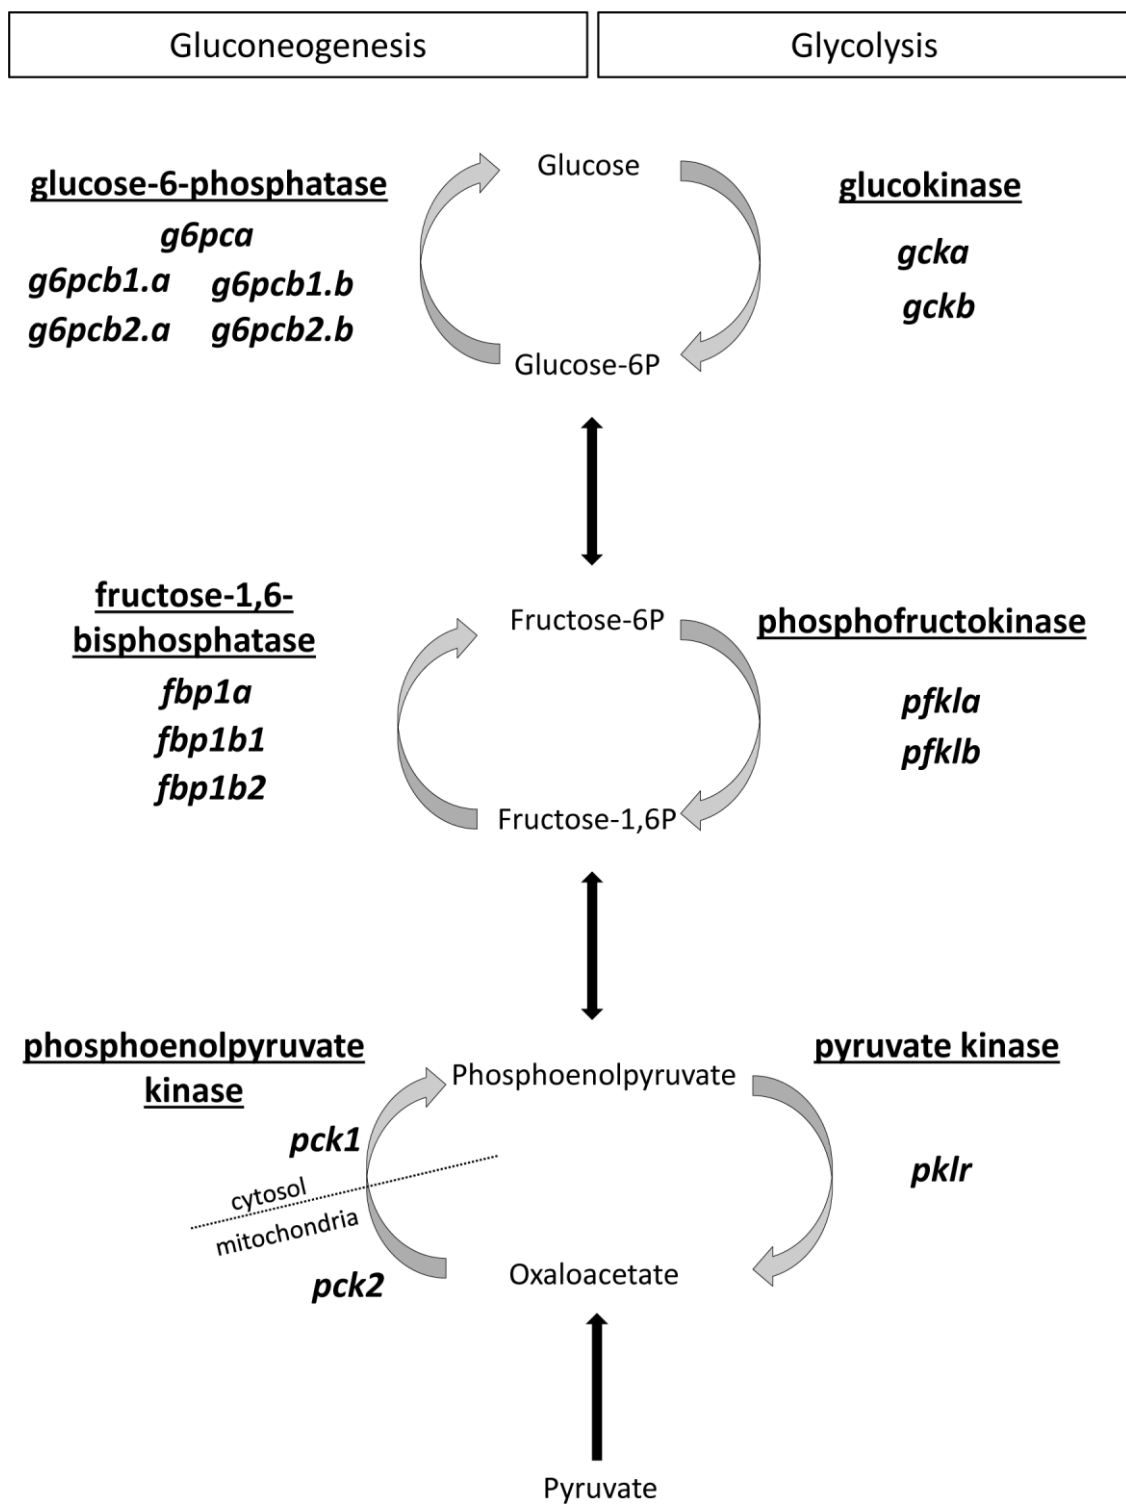 Gluconeogenesis
Glycolysis
glucose-6-phosphatase
g6pca
g6pcb1.a g6pcb1.b
g6pcb2.a g6pcb2.b
Glucose
Glucose-6P
glucokinase
gcka
gckb
fructose-1,6-
bisphosphatase
fbp1a
fbp1b1
fbp1b2
Fructose-6P
Fructose-1,6P
phosphofructokinase
pfkla
pfklb
phosphoenolpyruvate
kinase
pck1
cytosol
mitochondria
pck2
Phosphoenolpyruvate
Oxaloacetate
pyruvate kinase
pklr
Pyruvate